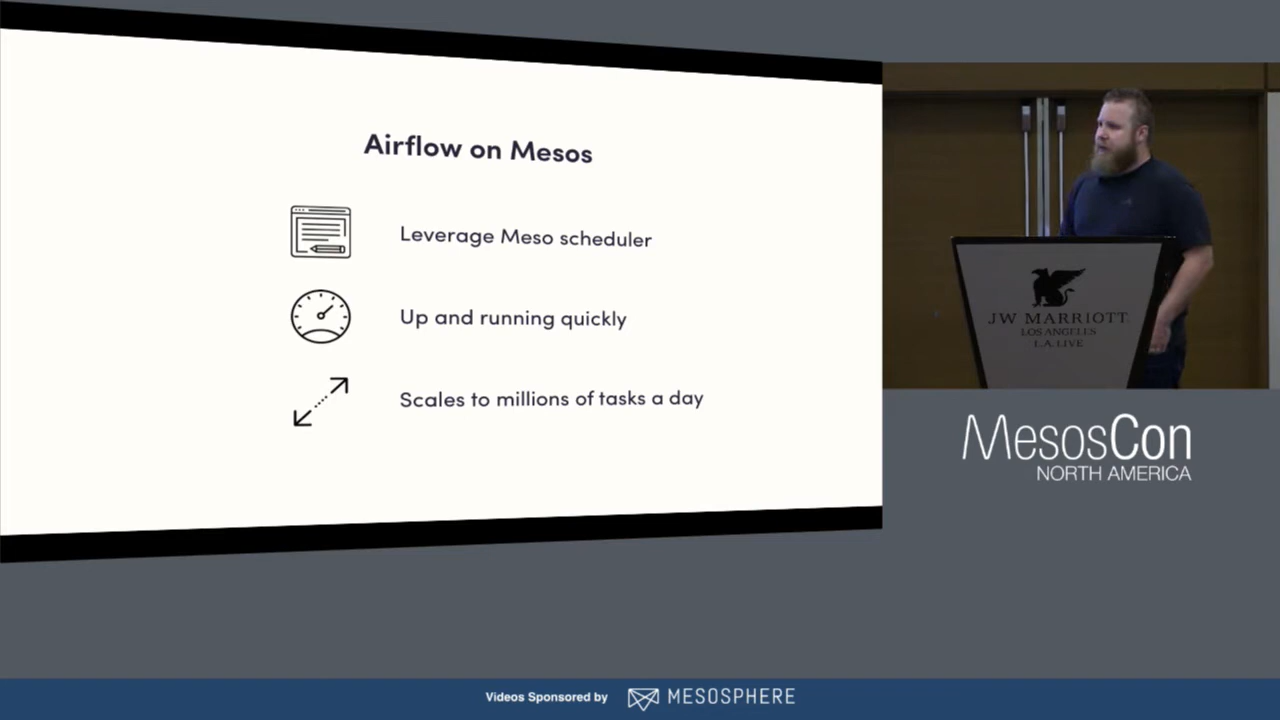 Airflow on Mesos
Leverage Meso scheduler
Up and running quickly
Scales to millions of tasks a day
JW MARRIOTT
LOS ANGELES
L.A. LIVE
MesosCon
NORTH AMERICA
Videos Sponsored by MESOSPHERE